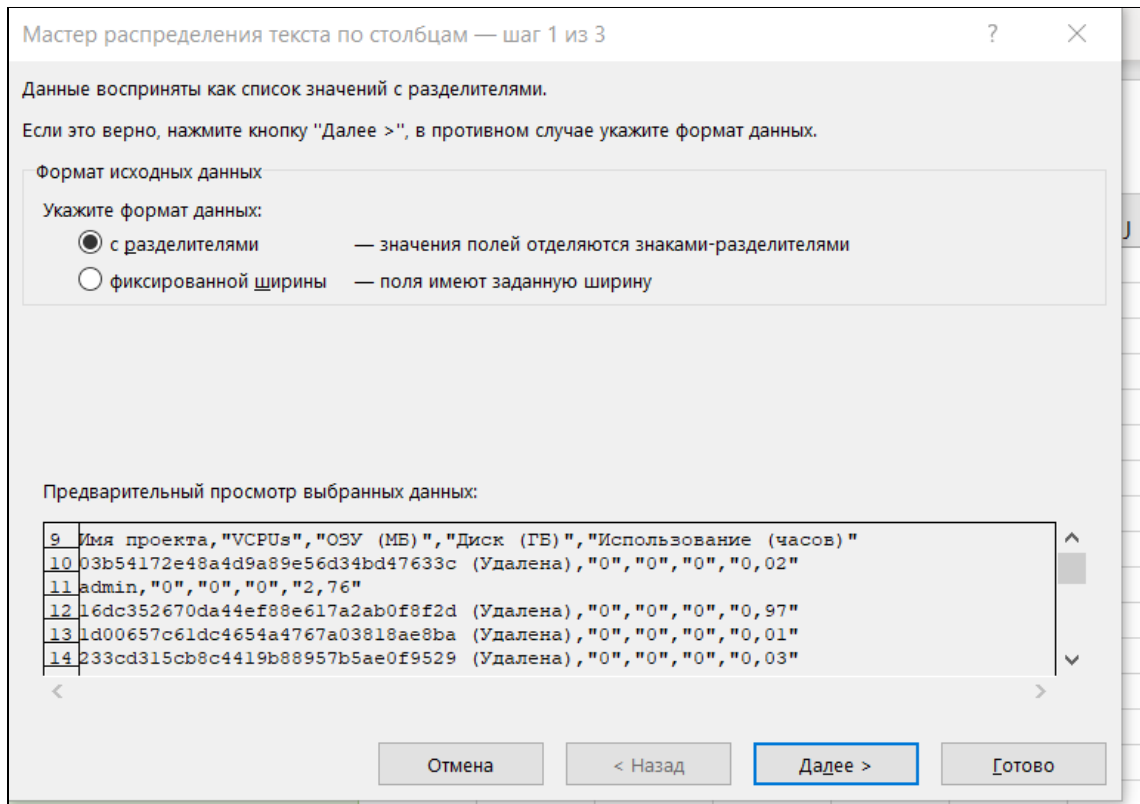 Мастер распределения текста по столбцам — шаг 1 из 3 ?
Данные восприняты как список значений с разделителями.
Если это верно, нажмите кнопку "Далее >", в противном случае укажите формат данных.
Формат исходных данных
Укажите формат данных:
J
с разделителями — значения полей отделяются знаками-разделителями
фиксированной ширины — поля имеют заданную ширину
Предварительный просмотр выбранных данных:
9 Имя проекта,"VCPUs","ОЗУ (МБ)","Диск (ГБ)","Использование (часов)"
10 03b54172e48a4d9a89e56d34bd47633c (Удалена),"0","0","0","0,02"
11 admin,"0","0","0","2,76"
12 16dc352670da44ef88e617a2ab0f8f2d (Удалена),"0","0","0","0,97"
13 1d00657c61dc4654a4767a03818ae8ba (Удалена),"0","0","0","0,01"
14 233cd315cb8c4419b88957b5ae0f9529 (Удалена),"0","0","0","0,03"
Отмена < Назад Далее > Готово